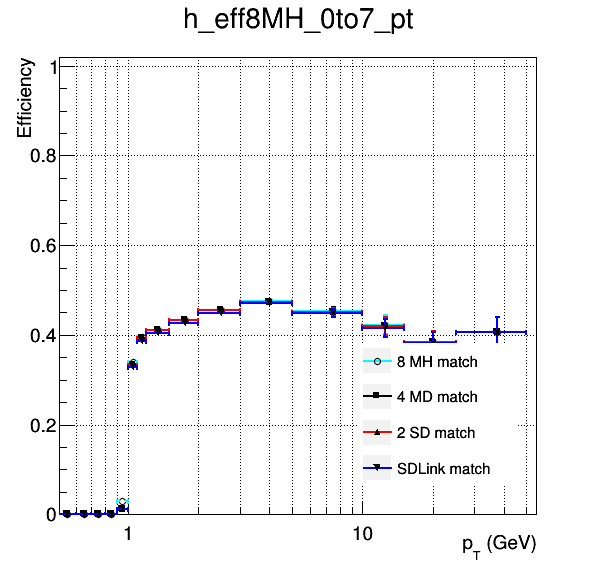 h_eff8MH_0to7_pt
Efficiency
1
0.8
0.6
0.4
0.2
0
8 MH match
4 MD match
2 SD match
SDLink match
1
10
p_T (GeV)